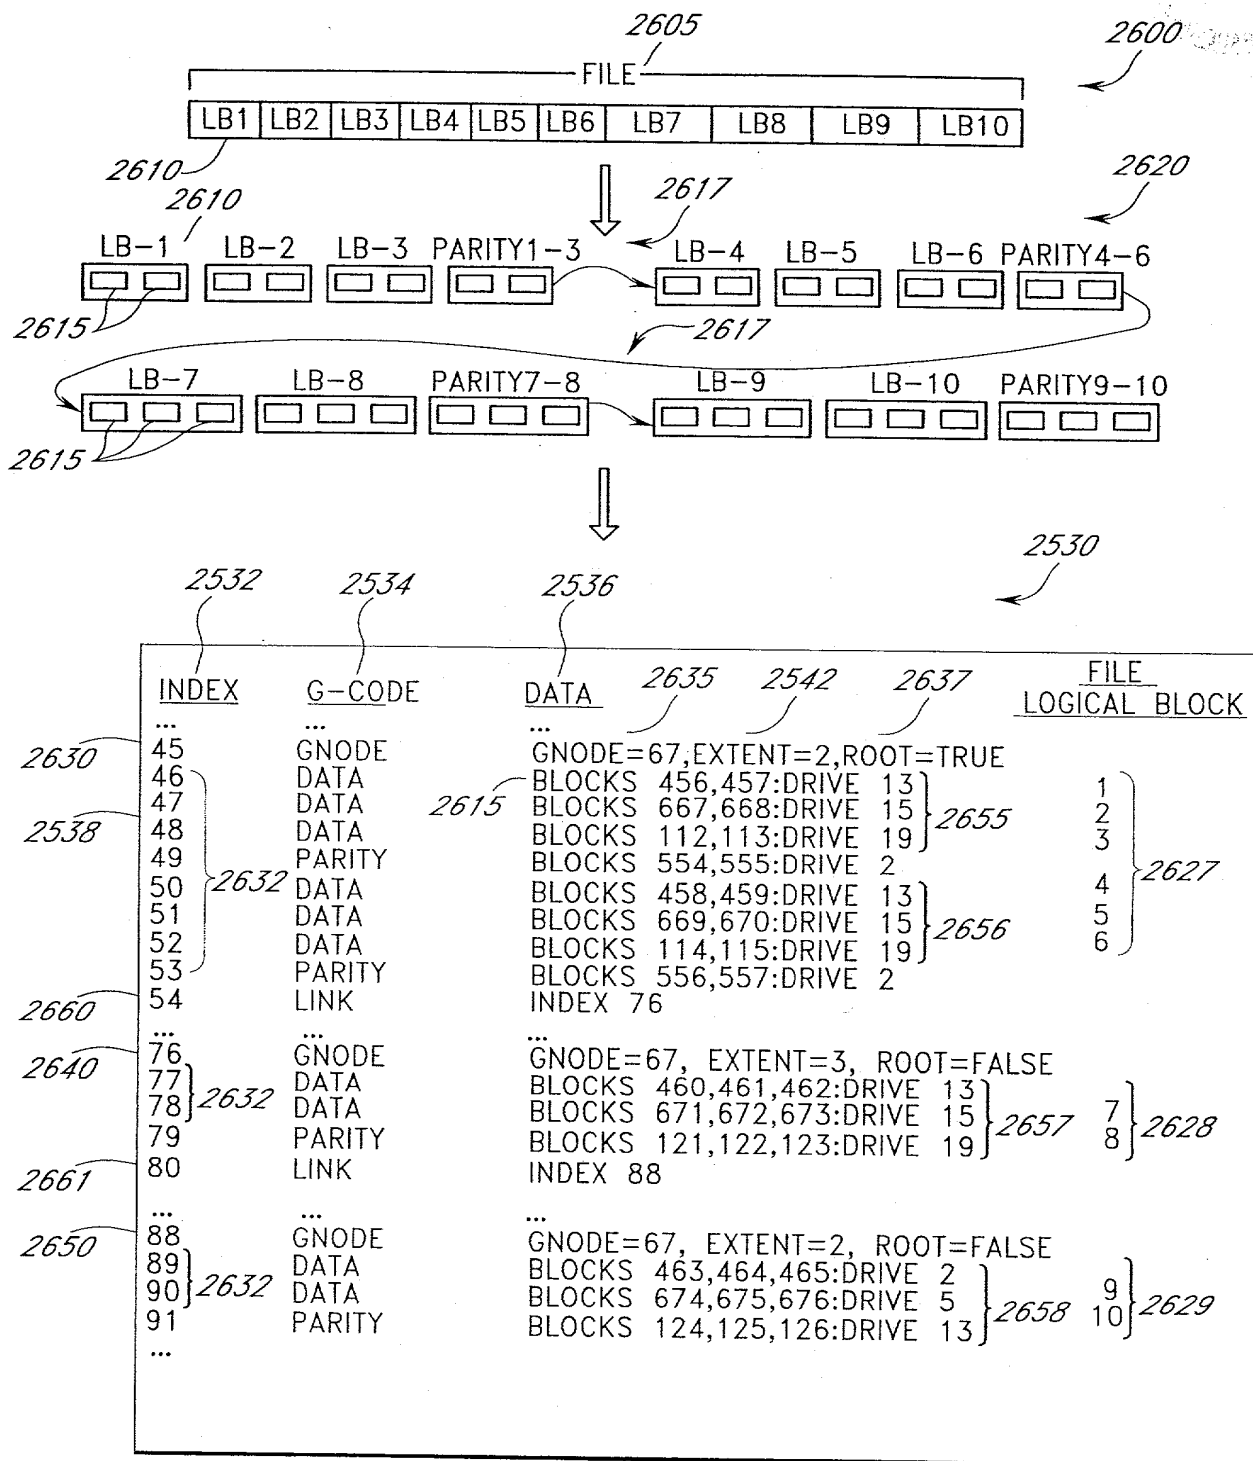 2605
2600
FILE
LB1 LB2 LB3 LB4 LB5 LB6 LB7 LB8 LB9 LB10
2610
2610
2617
2620
LB-1 LB-2 LB-3 PARITY1-3 LB-4 LB-5 LB-6 PARITY4-6
2615
2617
LB-7 LB-8 PARITY7-8 LB-9 LB-10 PARITY9-10
2615
2530
2532 2534 2536
INDEX G-CODE DATA 2635 2542 2637 FILE
LOGICAL BLOCK
... ... ...
2630 45 GNODE GNODE=67,EXTENT=2,ROOT=TRUE
46 DATA 2615 BLOCKS 456,457:DRIVE 13 1
47 DATA BLOCKS 667,668:DRIVE 15 2655 2
2538 48 DATA BLOCKS 112,113:DRIVE 19 3
49 PARITY BLOCKS 554,555:DRIVE 2 2627
2632 50 DATA BLOCKS 458,459:DRIVE 13 4
51 DATA BLOCKS 669,670:DRIVE 15 2656 5
52 DATA BLOCKS 114,115:DRIVE 19 6
53 PARITY BLOCKS 556,557:DRIVE 2
2660 54 LINK INDEX 76
... ... ...
2640 76 GNODE GNODE=67, EXTENT=3, ROOT=FALSE
77 2632 DATA BLOCKS 460,461,462:DRIVE 13
78 DATA BLOCKS 671,672,673:DRIVE 15 2657 7 2628
79 PARITY BLOCKS 121,122,123:DRIVE 19 8
2661 80 LINK INDEX 88
... ... ...
2650 88 GNODE GNODE=67, EXTENT=2, ROOT=FALSE
89 2632 DATA BLOCKS 463,464,465:DRIVE 2
90 DATA BLOCKS 674,675,676:DRIVE 5 2658 9 2629
91 PARITY BLOCKS 124,125,126:DRIVE 13 10
...